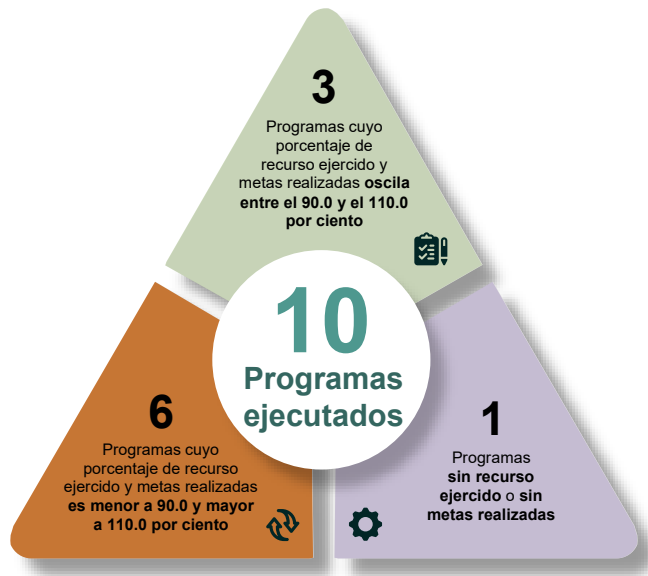 3
Programas cuyo
porcentaje de
recurso ejercido y
metas realizadas oscila
entre el 90.0 y el 110.0
por ciento
10
Programas
ejecutados
6
Programas cuyo
porcentaje de recurso
ejercido y metas realizadas
es menor a 90.0 y mayor
a 110.0 por ciento
1
Programas
sin recurso
ejercido o sin
metas realizadas